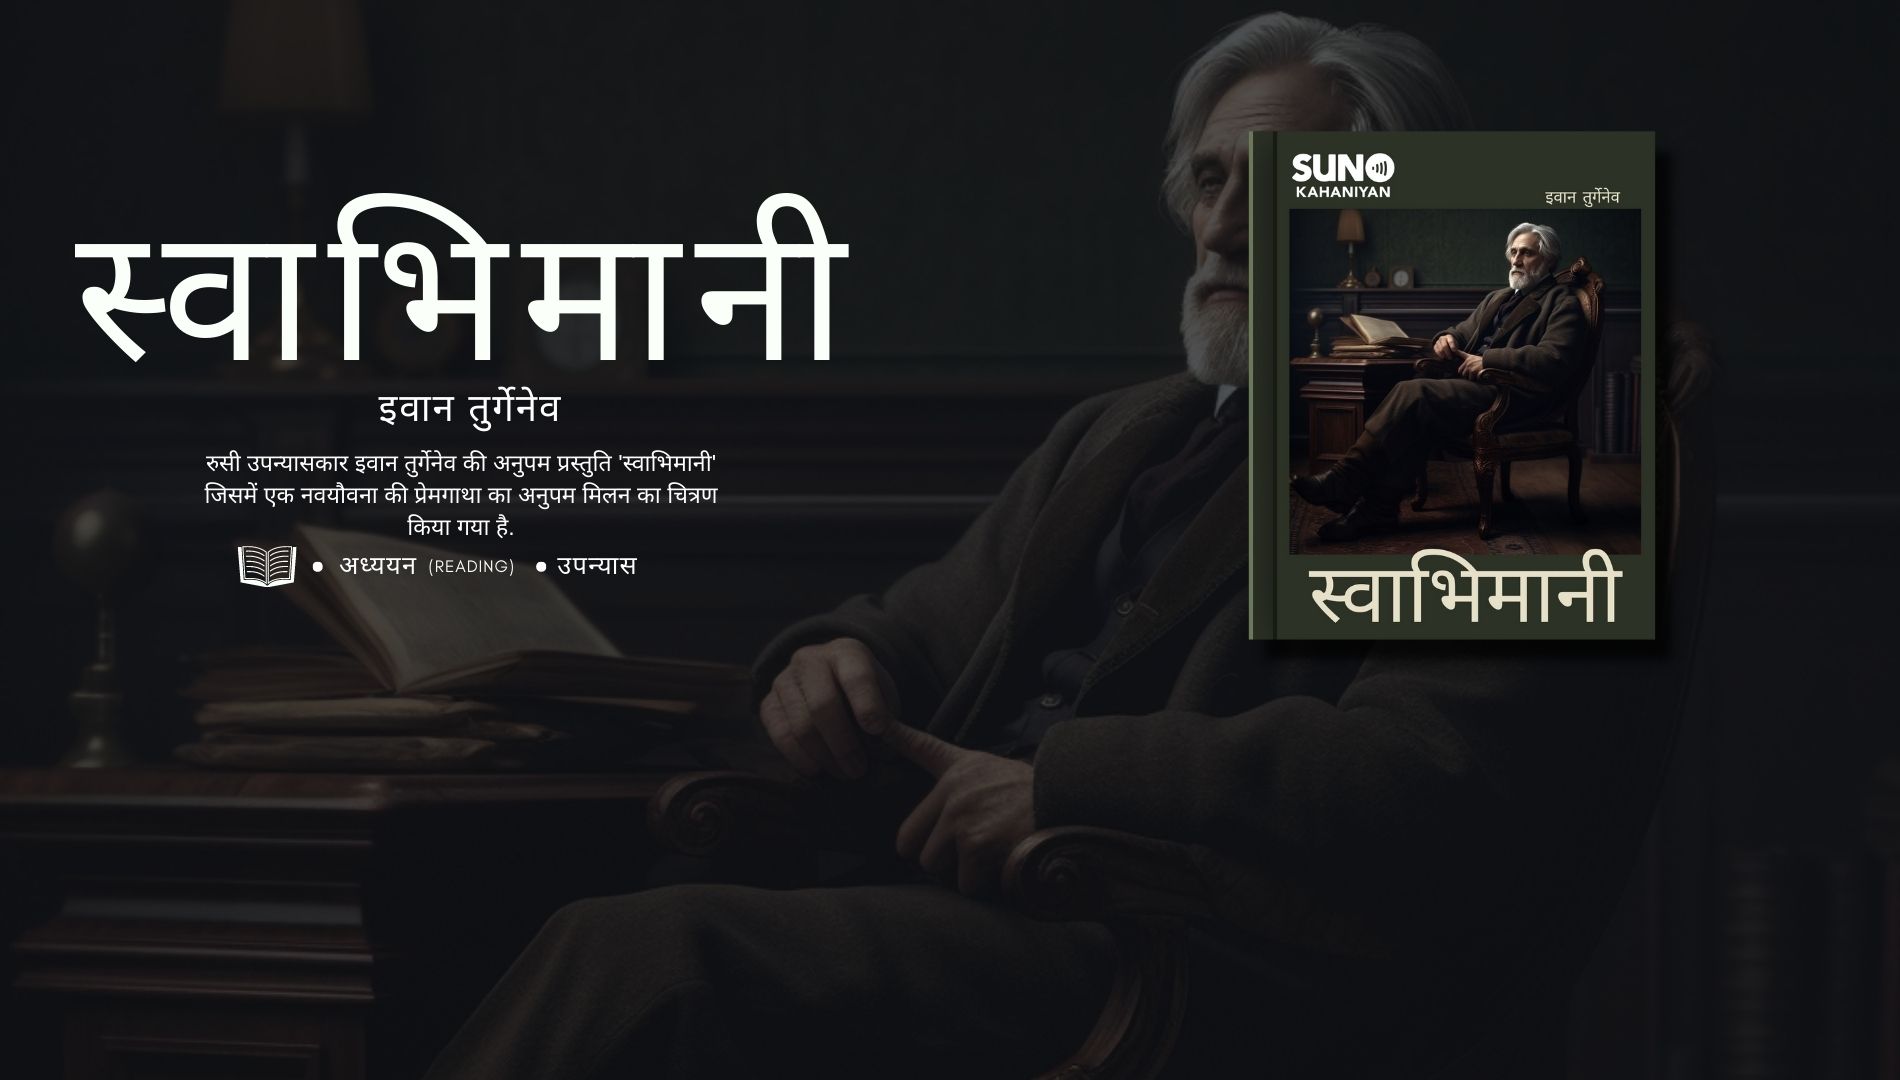 स्वाभिमानी
इवान तुर्गेनेव
रुसी उपन्यासकार इवान तुर्गेनेव की अनुपम प्रस्तुति 'स्वाभिमानी'
जिसमें एक नवयौवना की प्रेमगाथा का अनुपम मिलन का चित्रण
किया गया है.
• अध्ययन (READING) • उपन्यास
SUNO
KAHANIYAN
इवान तुर्गेनेव
स्वाभिमानी